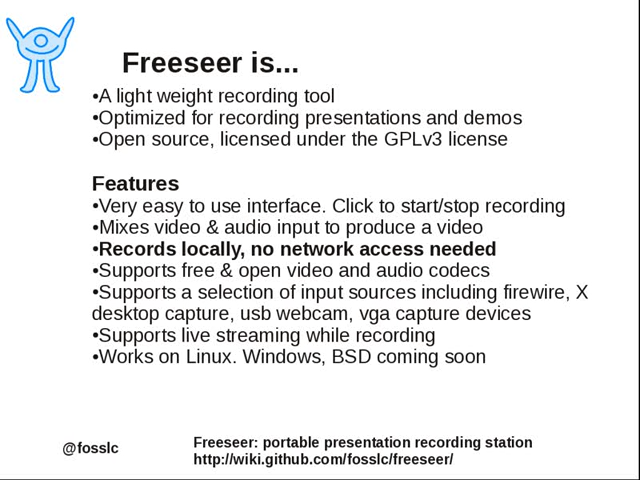 Freeseer is...
•A light weight recording tool
•Optimized for recording presentations and demos
•Open source, licensed under the GPLv3 license
Features
•Very easy to use interface. Click to start/stop recording
•Mixes video & audio input to produce a video
•Records locally, no network access needed
•Supports free & open video and audio codecs
•Supports a selection of input sources including firewire, X
desktop capture, usb webcam, vga capture devices
•Supports live streaming while recording
•Works on Linux. Windows, BSD coming soon
@fosslc
Freeseer: portable presentation recording station
http://wiki.github.com/fosslc/freeseer/